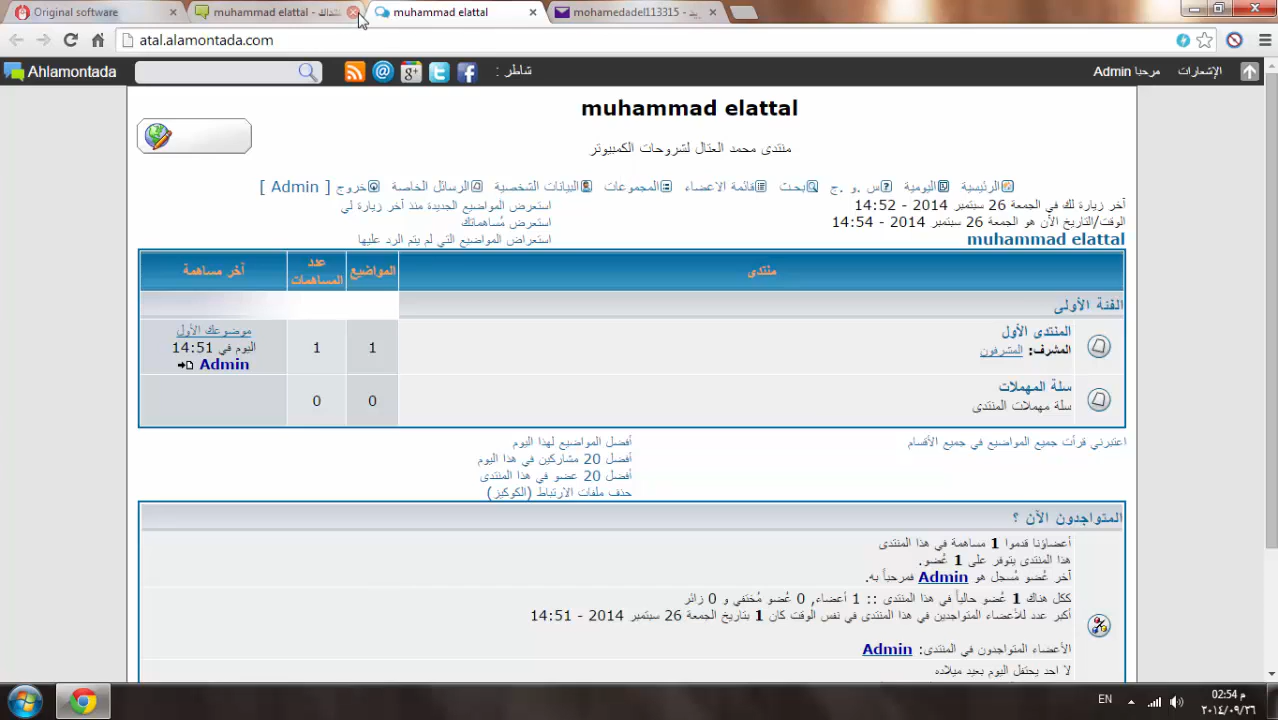 Original software
muhammad elattal -
muhammad elattal
mohamedadel113315 -
atal.alamontada.com
Ahlamontada
شاطر :
مرحبا Admin
الإشعارات
muhammad elattal
منتدى محمد العتال لشروحات الكمبيوتر
الرئيسية اليومية س .و .ج بحث قائمة الاعضاء المجموعات البيانات الشخصية الرسائل الخاصة خروج [ Admin ]
آخر زيارة لك في الجمعة 26 سبتمبر 2014 - 14:52
استعرض المواضيع الجديدة منذ آخر زيارة لي
الوقت/التاريخ الآن هو الجمعة 26 سبتمبر 2014 - 14:54
استعرض مُساهماتك
muhammad elattal
استعراض المواضيع التي لم يتم الرد عليها
منتدى المواضيع عدد المساهمات آخر مساهمة
الفئة الأولى
المنتدى الأول
المشرف: المشرفون
1
1
موضوعك الأول
اليوم في 14:51
Admin
سلة المهملات
سلة مهملات المنتدى
0
0
اعتبرني قرأت جميع المواضيع في جميع الأقسام
أفضل المواضيع لهذا اليوم
أفضل 20 مشاركين في هذا اليوم
أفضل 20 عضو في هذا المنتدى
حذف ملفات الارتباط (الكوكيز)
المتواجدون الآن ؟
أعضاؤنا قدموا 1 مساهمة في هذا المنتدى
هذا المنتدى يتوفر على 1 عُضو.
آخر عُضو مُسجل هو Admin فمرحباً به.
ككل هناك 1 عُضو حالياً في هذا المنتدى :: 1 أعضاء, 0 عُضو مُختفي و 0 زائر
أكبر عدد للأعضاء المتواجدين في هذا المنتدى في نفس الوقت كان 1 بتاريخ الجمعة 26 سبتمبر 2014 - 14:51
الأعضاء المتواجدون في المنتدى: Admin
لا احد يحتفل اليوم بعيد ميلاده
EN
02:54 م
٢٠١٤/٠٩/٢٦